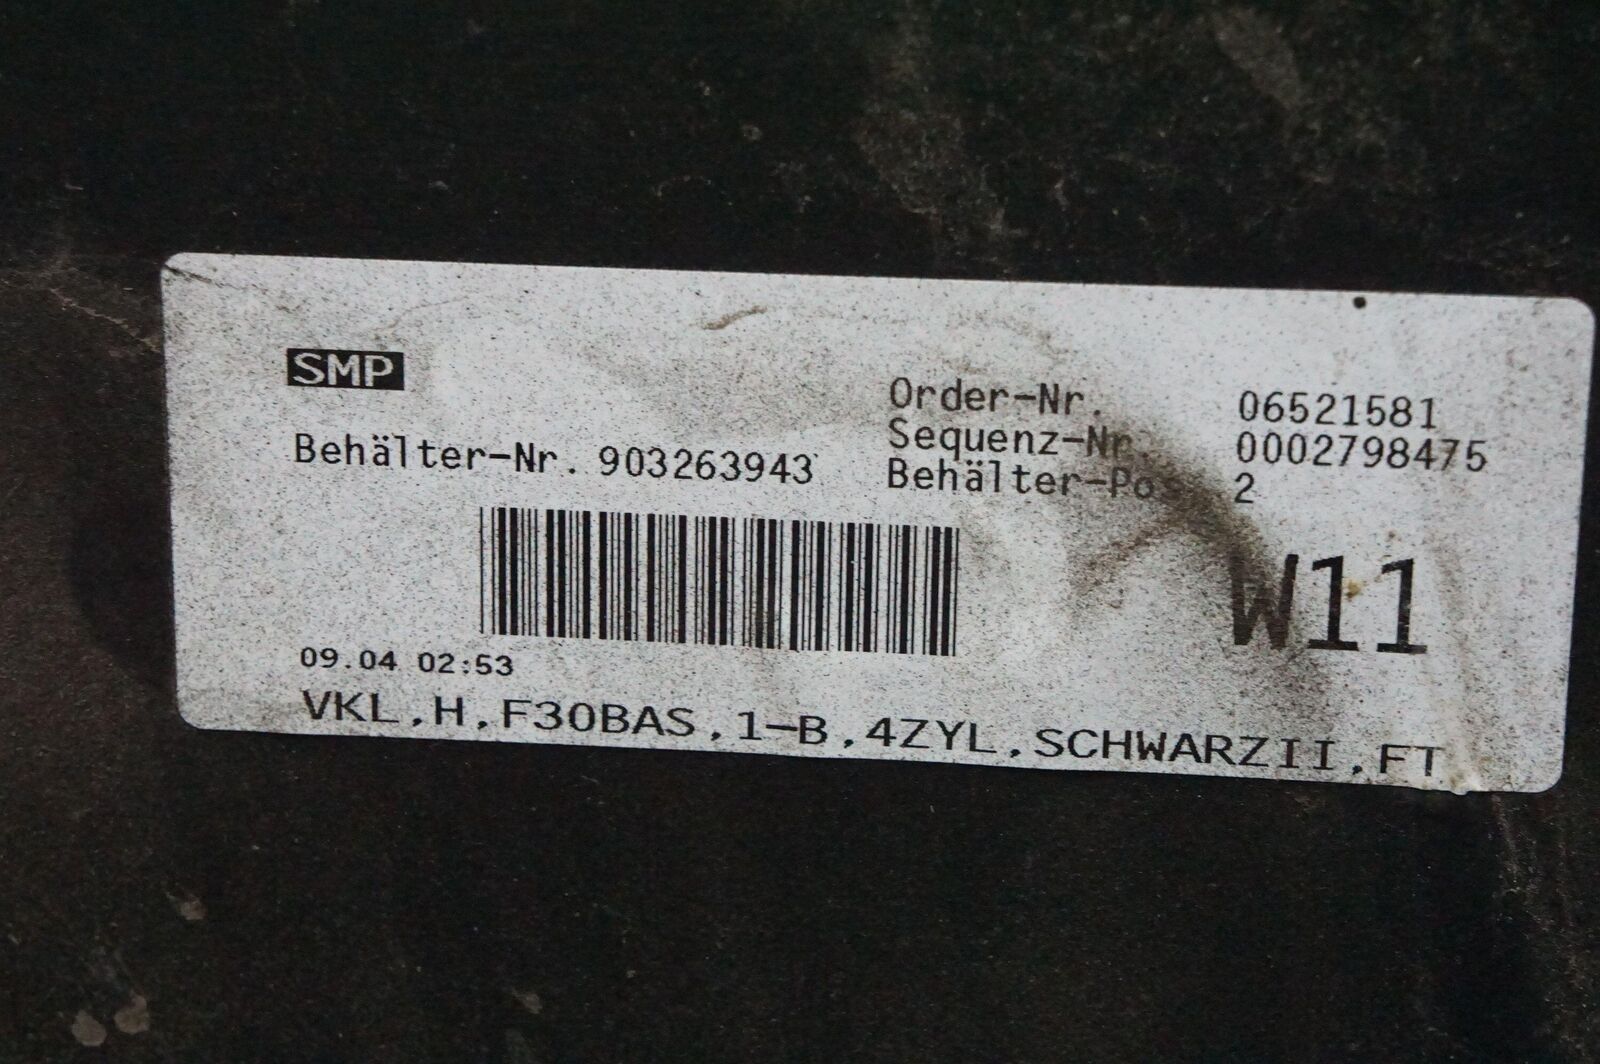 SMP
Order-Nr. 06521581
Sequenz-Nr. 0002798475
Behälter-Nr. 903263943
Behälter-Pos 2
W11
09.04 02:53
VKL,H,F30BAS,1-B,4ZYL,SCHWARZII,FT